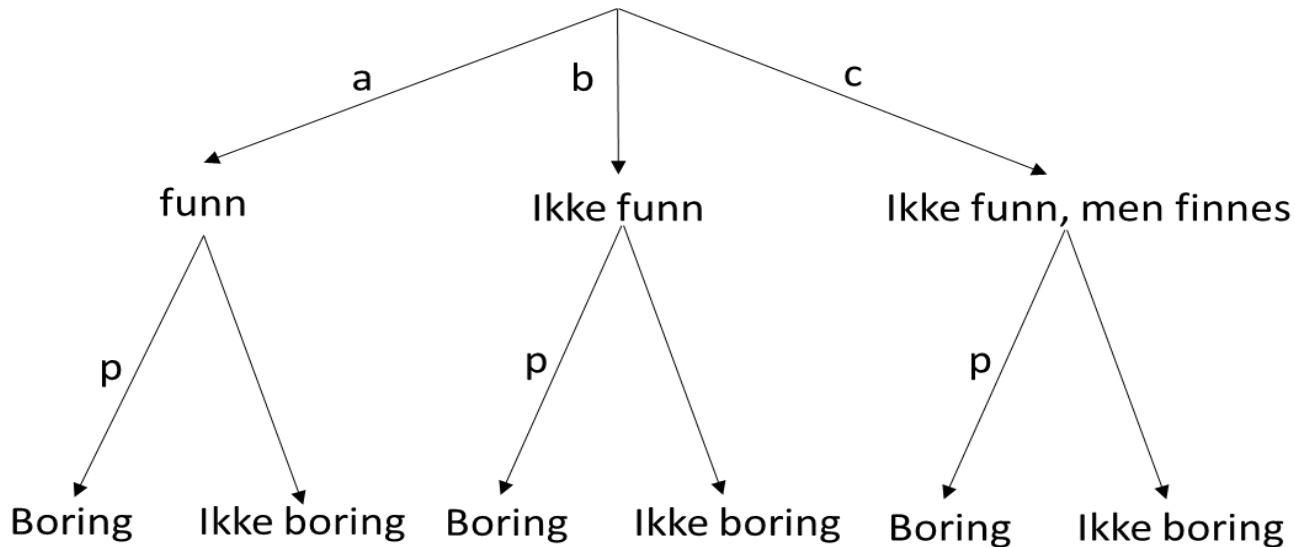 a b c
funn Ikke funn Ikke funn, men finnes
p p p
Boring Ikke boring Boring Ikke boring Boring Ikke boring